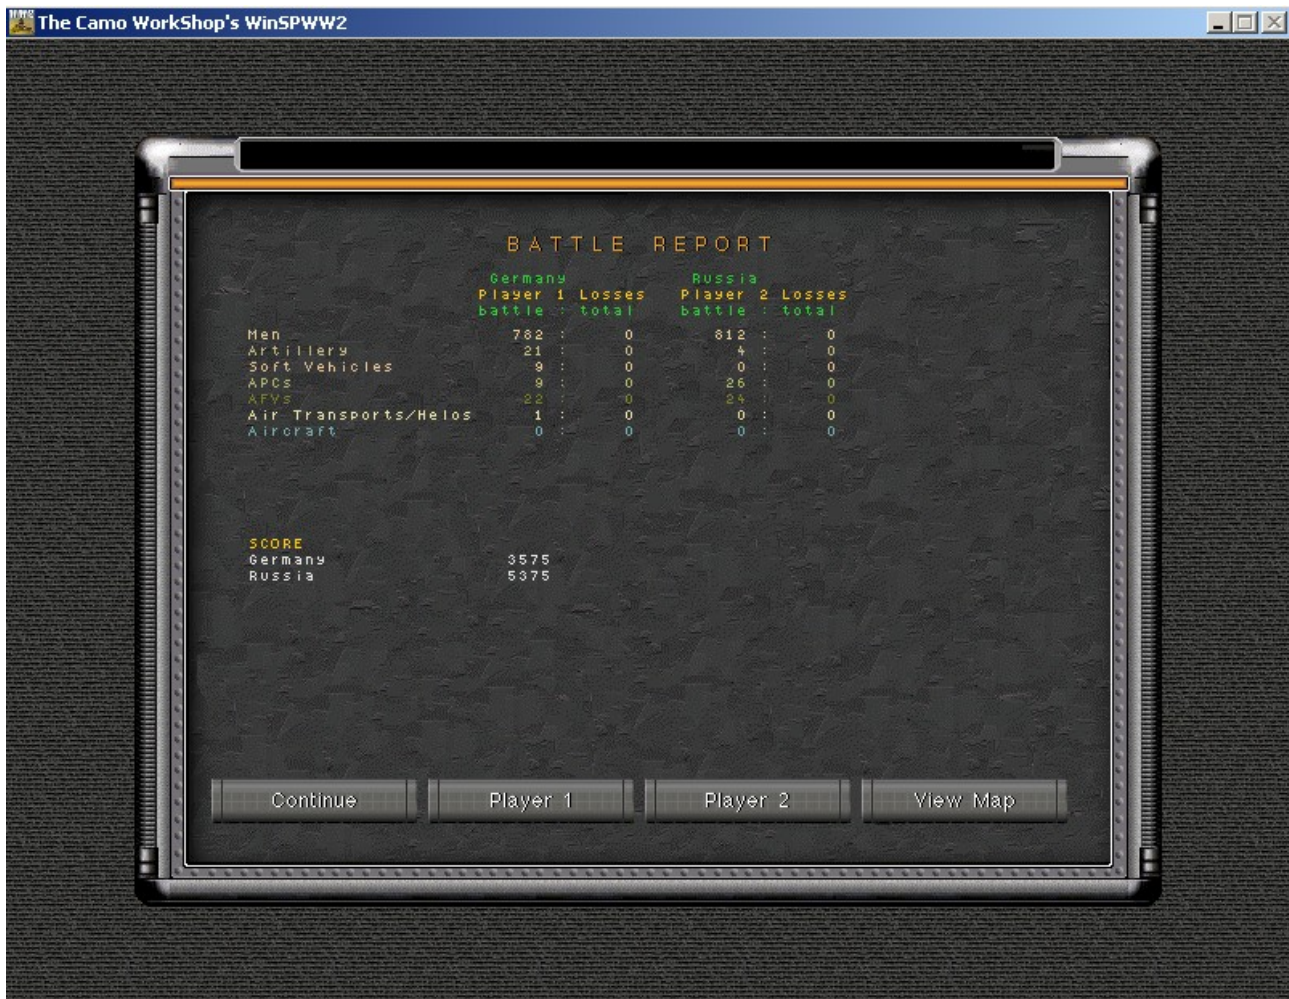 The Camo WorkShop's WinSPWW2
BATTLE REPORT
Germany Russia
Player 1 Losses Player 2 Losses
battle : total battle : total
Men 782 : 0 812 : 0
Artillery 21 : 0 4 : 0
Soft Vehicles 9 : 0 0 : 0
APCs 9 : 0 26 : 0
AFVs 22 : 0 24 : 0
Air Transports/Helos 1 : 0 0 : 0
Aircraft 0 : 0 0 : 0
SCORE
Germany 3575
Russia 5375
Continue Player 1 Player 2 View Map